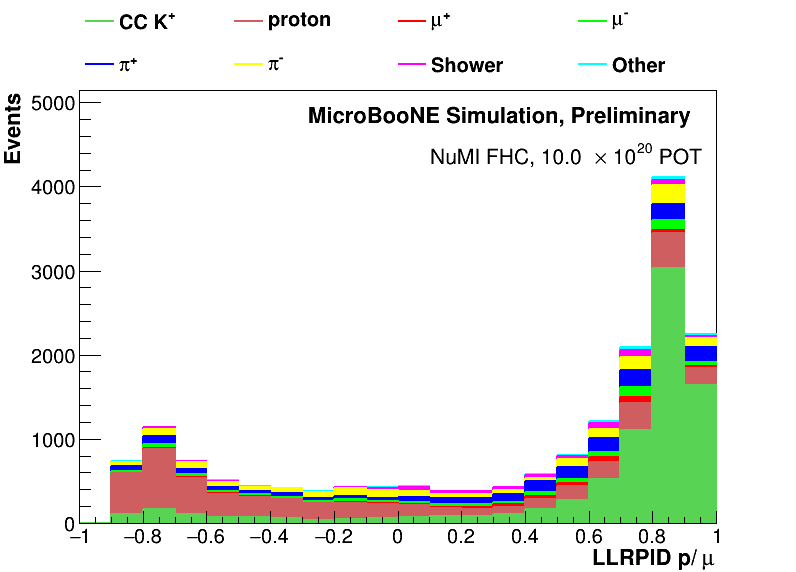 CC K⁺ proton μ⁺ μ⁻
π⁺ π⁻ Shower Other
MicroBooNE Simulation, Preliminary
NuMI FHC, 10.0 × 10²⁰ POT
Events
5000
4000
3000
2000
1000
0
−1 −0.8 −0.6 −0.4 −0.2 0 0.2 0.4 0.6 0.8 1
LLRPID p/ μ